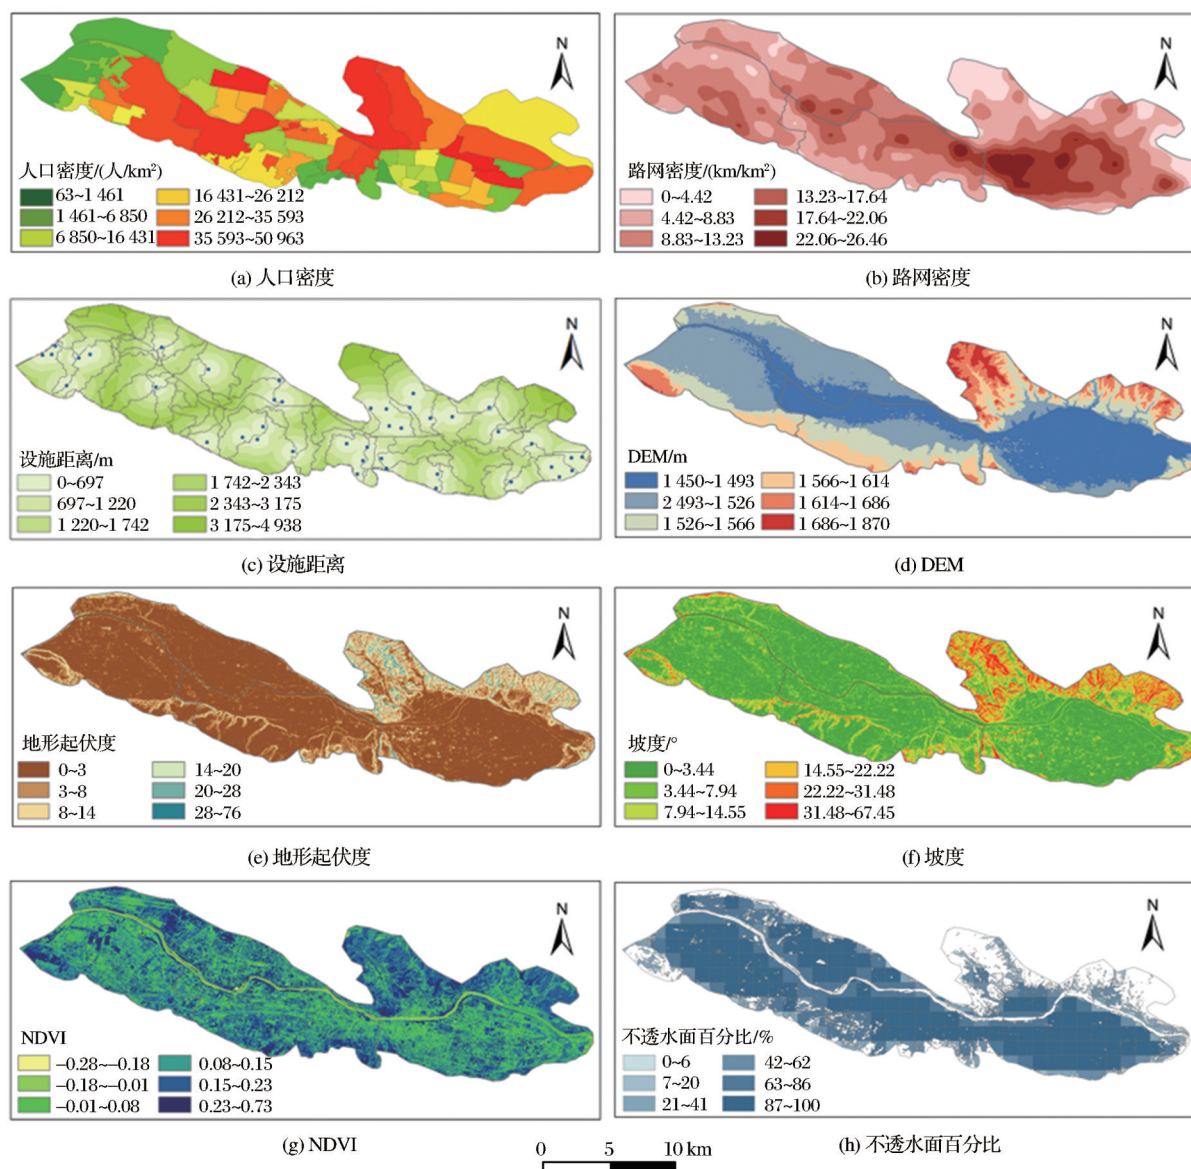 N
人口密度/(人/km²)
63~1 461
16 431~26 212
1 461~6 850
26 212~35 593
6 850~16 431
35 593~50 963
(a) 人口密度
N
路网密度/(km/km²)
0~4.42
13.23~17.64
4.42~8.83
17.64~22.06
8.83~13.23
22.06~26.46
(b) 路网密度
N
设施距离/m
0~697
1 742~2 343
697~1 220
2 343~3 175
1 220~1 742
3 175~4 938
(c) 设施距离
N
DEM/m
1 450~1 493
1 566~1 614
2 493~1 526
1 614~1 686
1 526~1 566
1 686~1 870
(d) DEM
N
地形起伏度
0~3
14~20
3~8
20~28
8~14
28~76
(e) 地形起伏度
N
坡度/°
0~3.44
14.55~22.22
3.44~7.94
22.22~31.48
7.94~14.55
31.48~67.45
(f) 坡度
N
NDVI
–0.28~–0.18
0.08~0.15
–0.18~–0.01
0.15~0.23
–0.01~0.08
0.23~0.73
(g) NDVI
N
不透水面百分比/%
0~6
42~62
7~20
63~86
21~41
87~100
(h) 不透水面百分比
0 5 10 km